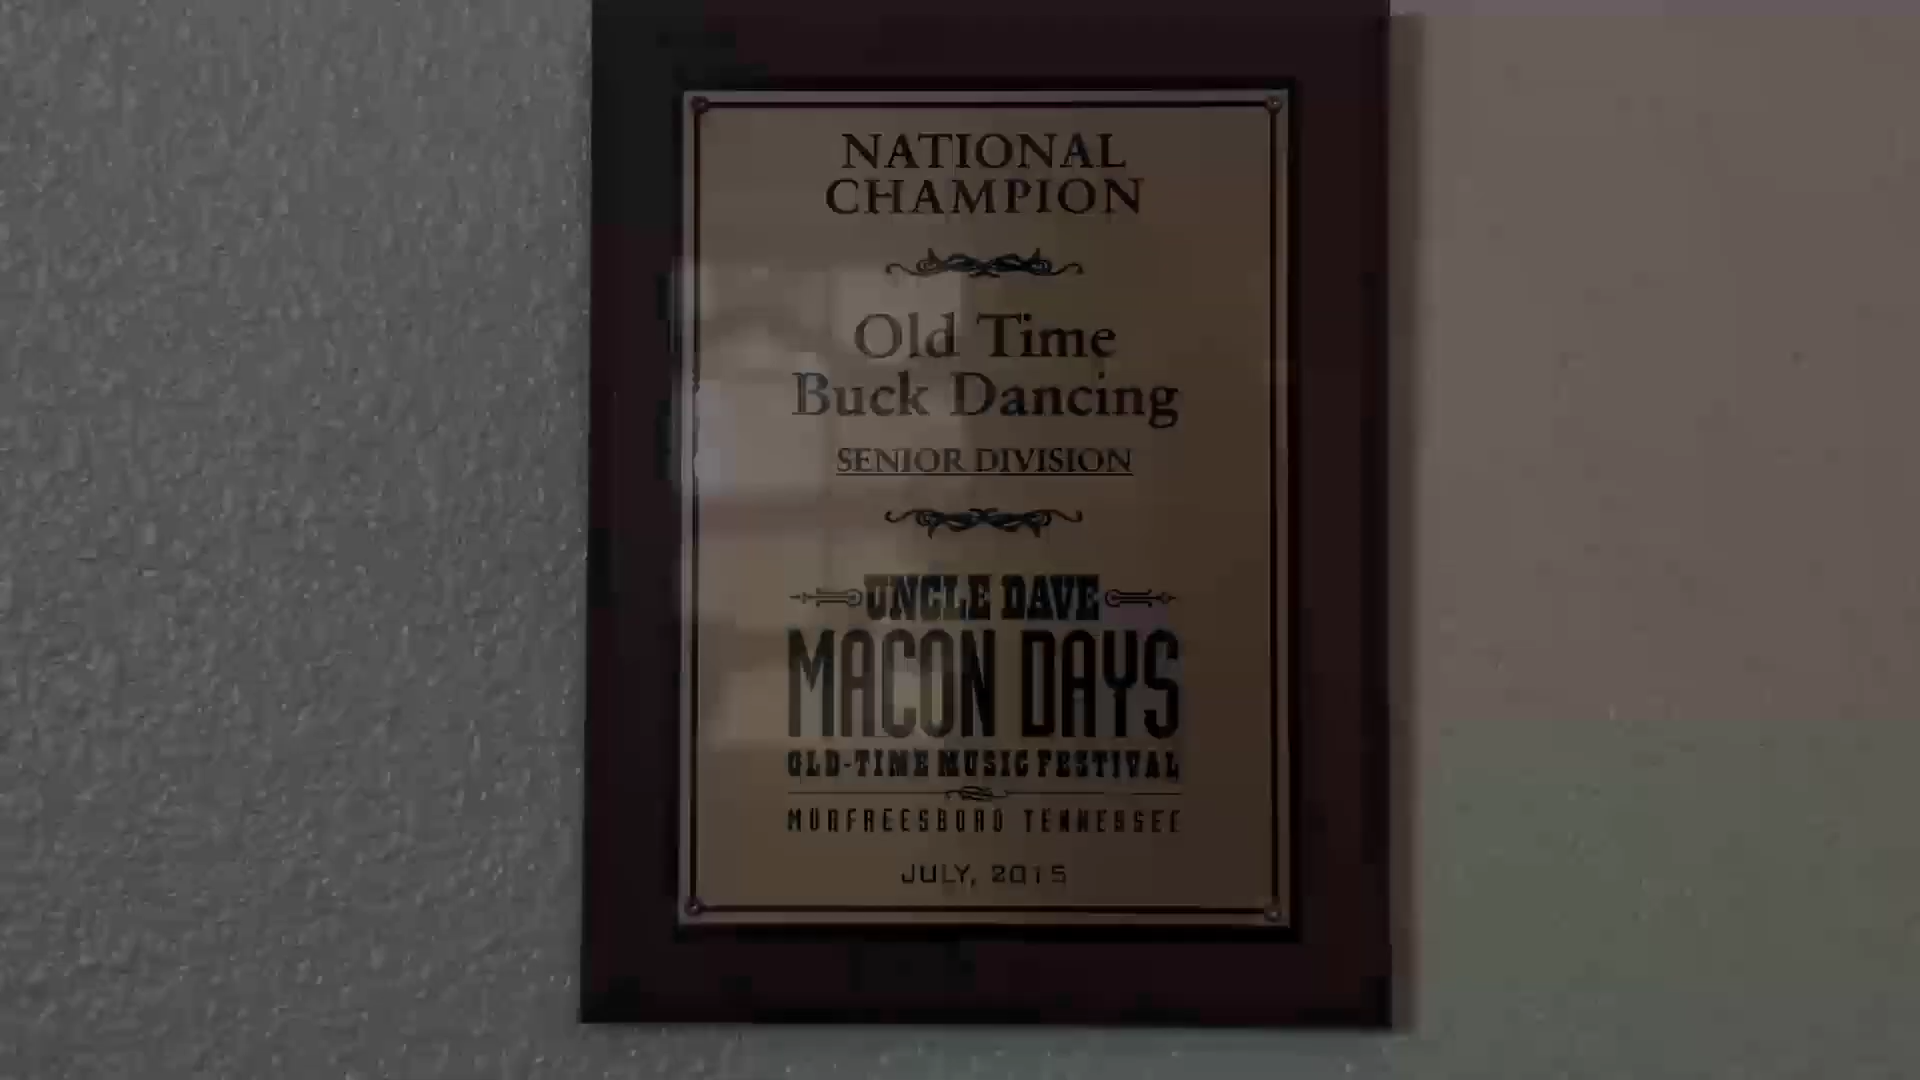 NATIONAL
CHAMPION
Old Time
Buck Dancing
SENIOR DIVISION
UNCLE DAVE
MACON DAYS
OLD-TIME MUSIC FESTIVAL
MURFREESBORO TENNESSEE
JULY, 2015